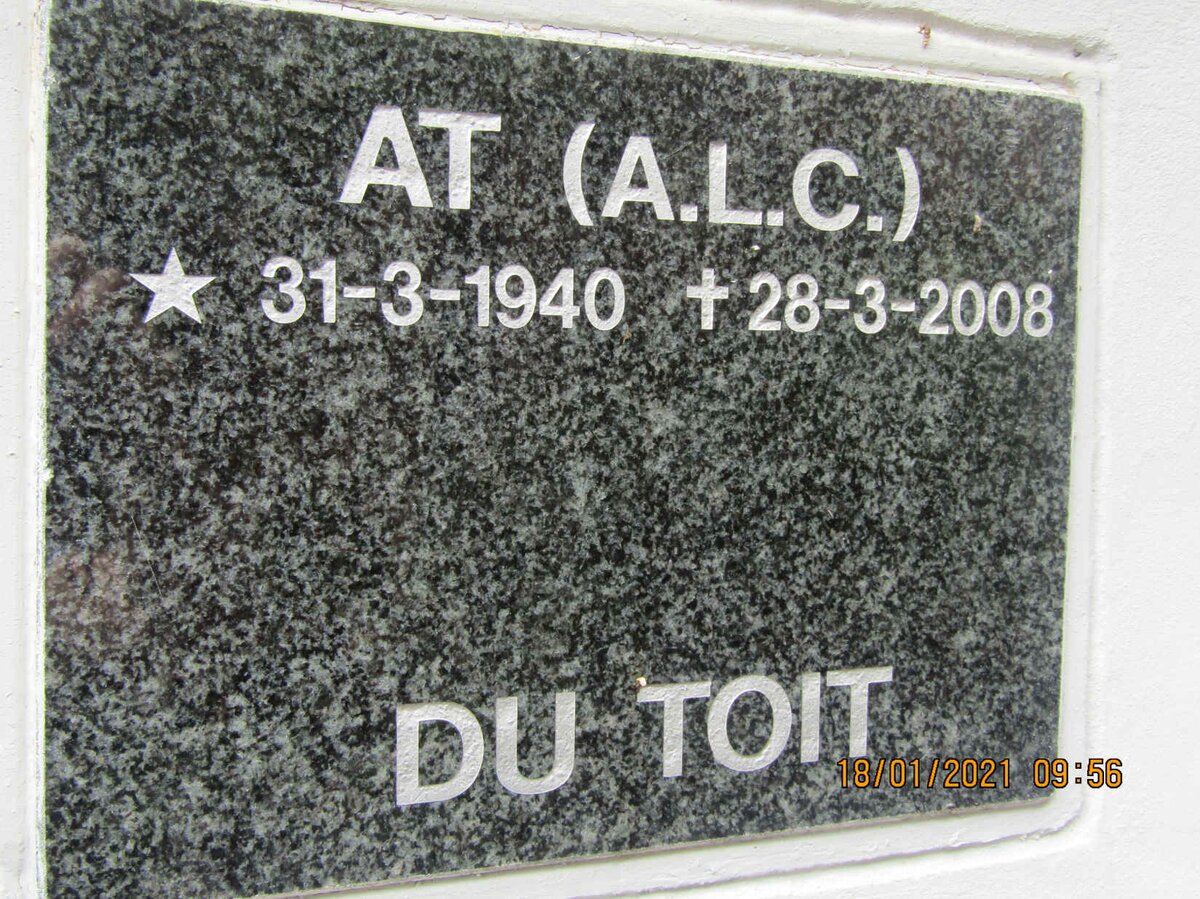 AT (A.L.C.)
★ 31-3-1940 ✝ 28-3-2008
DU TOIT
18/01/2021 09:56